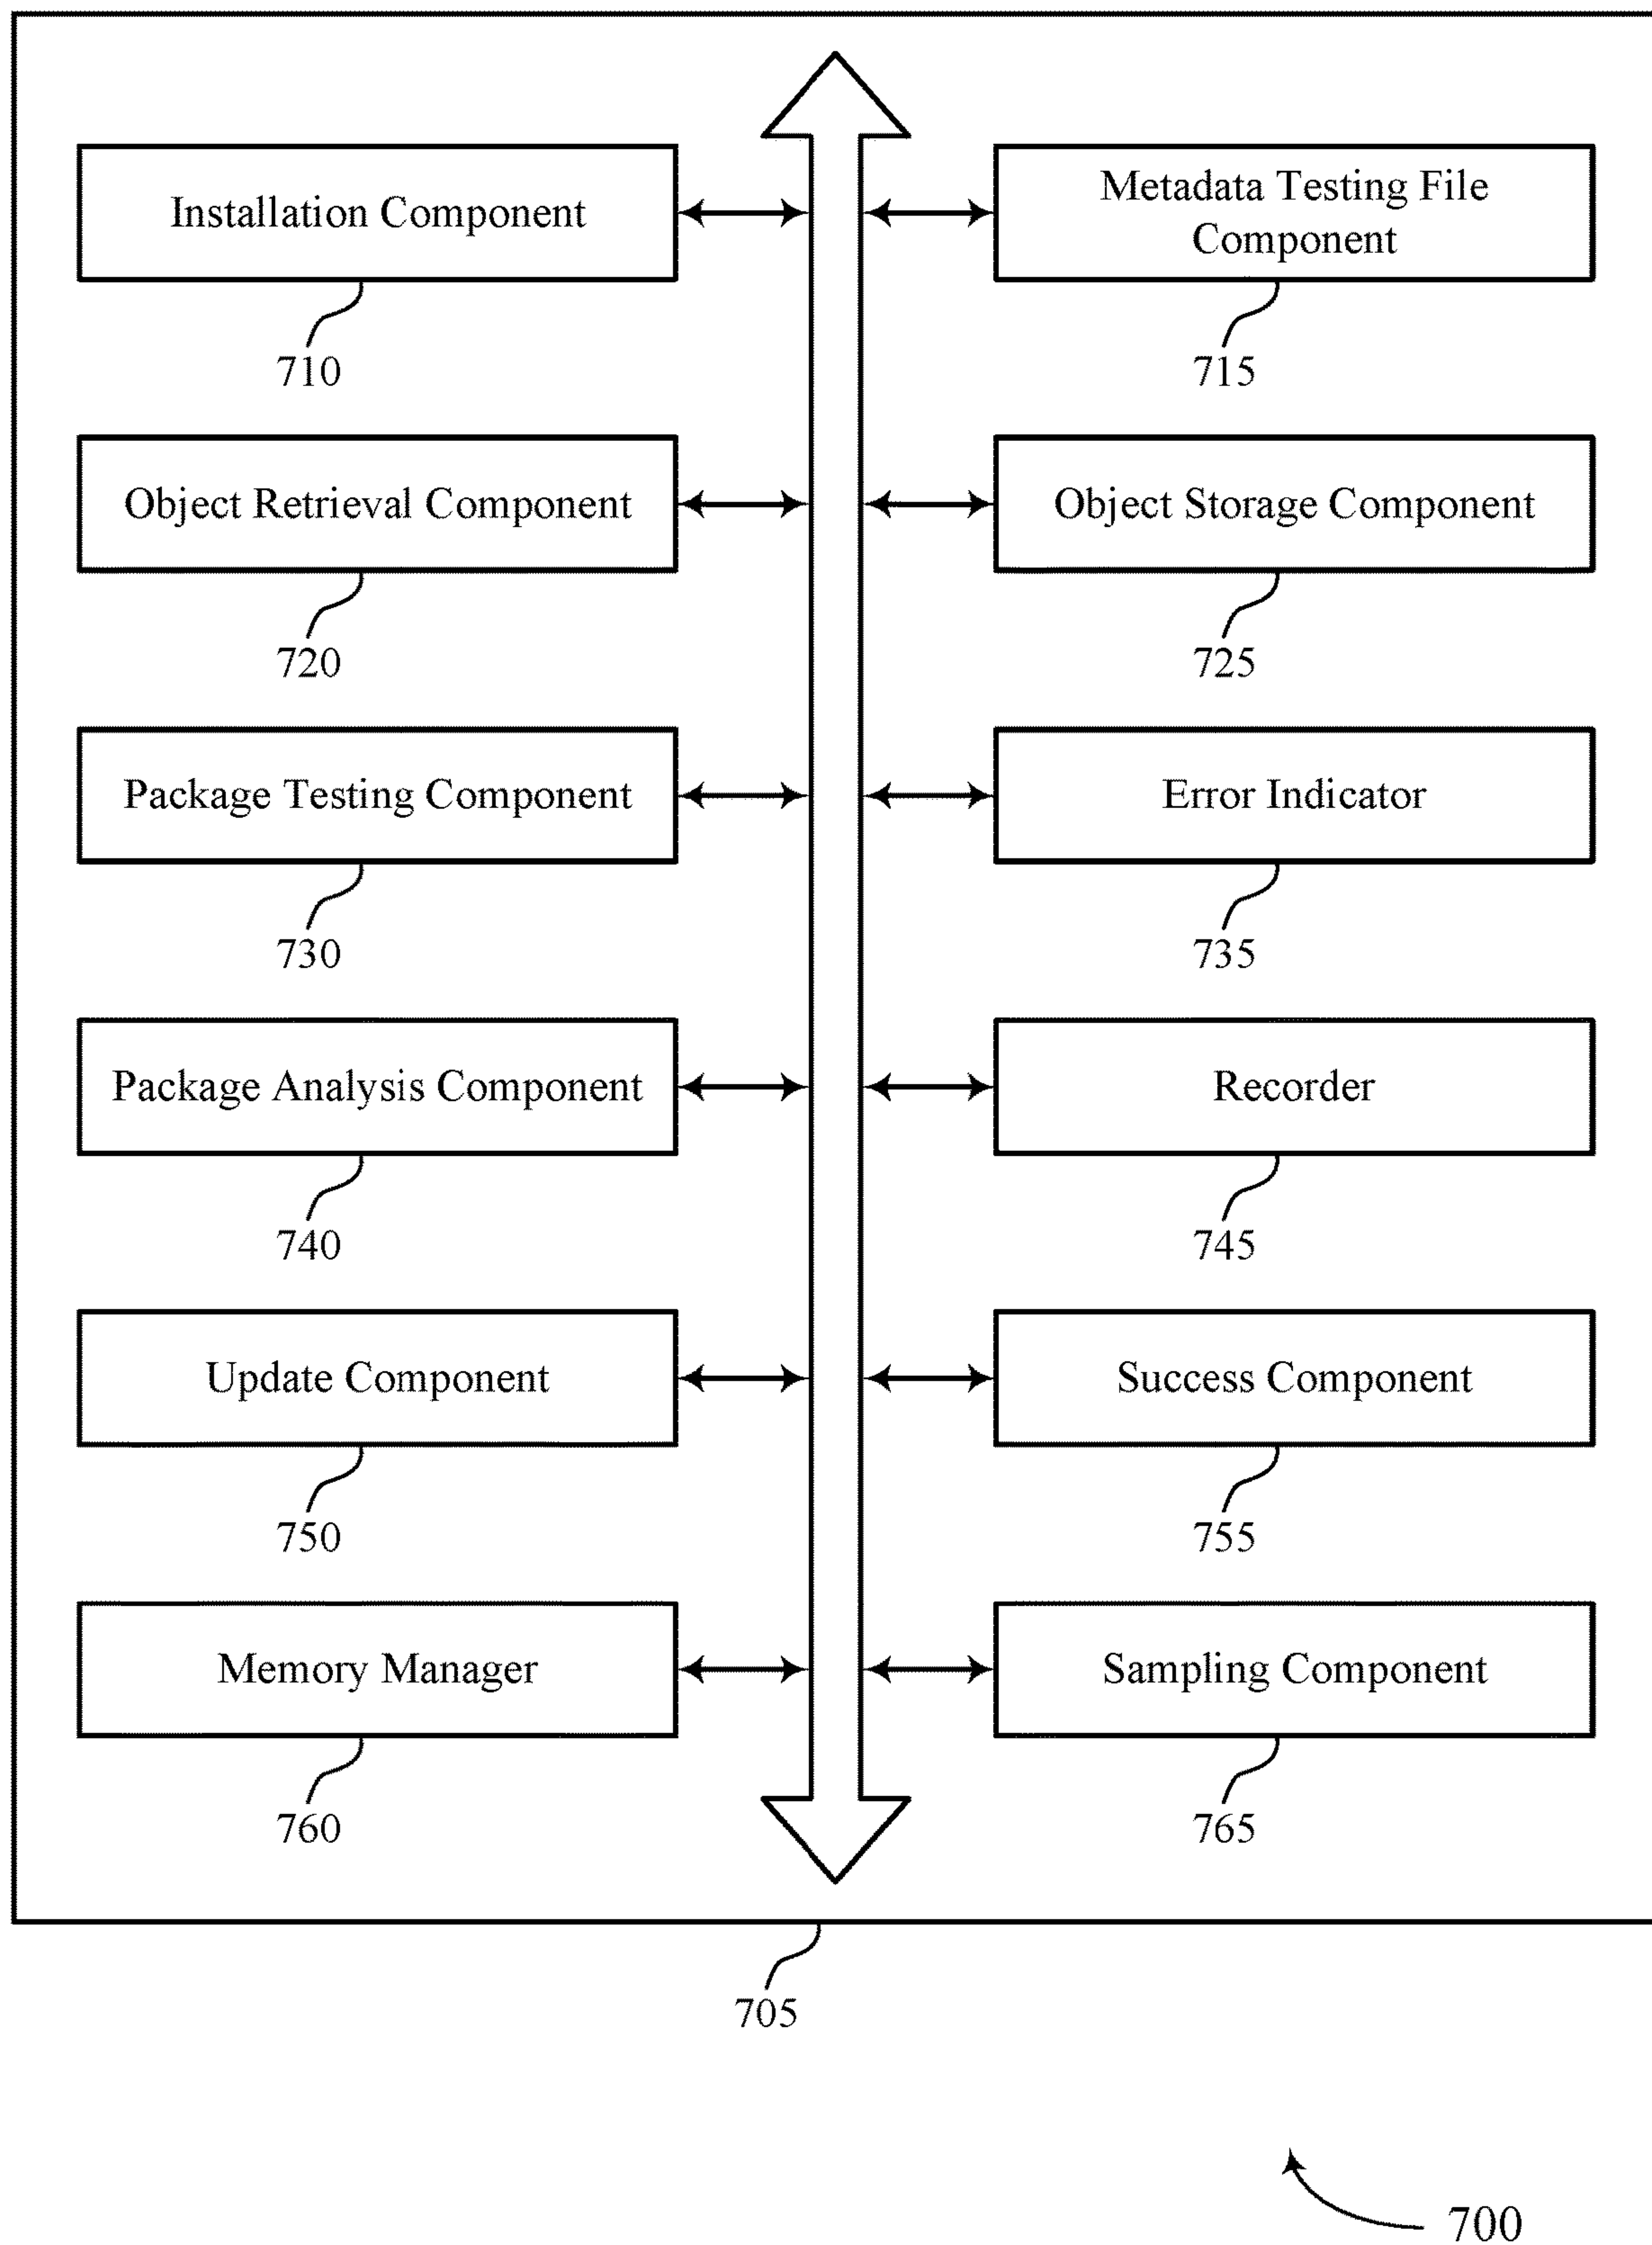 Installation Component
Metadata Testing File
Component
710
715
Object Retrieval Component
Object Storage Component
720
725
Package Testing Component
Error Indicator
730
735
Package Analysis Component
Recorder
740
745
Update Component
Success Component
750
755
Memory Manager
Sampling Component
760
765
705
700